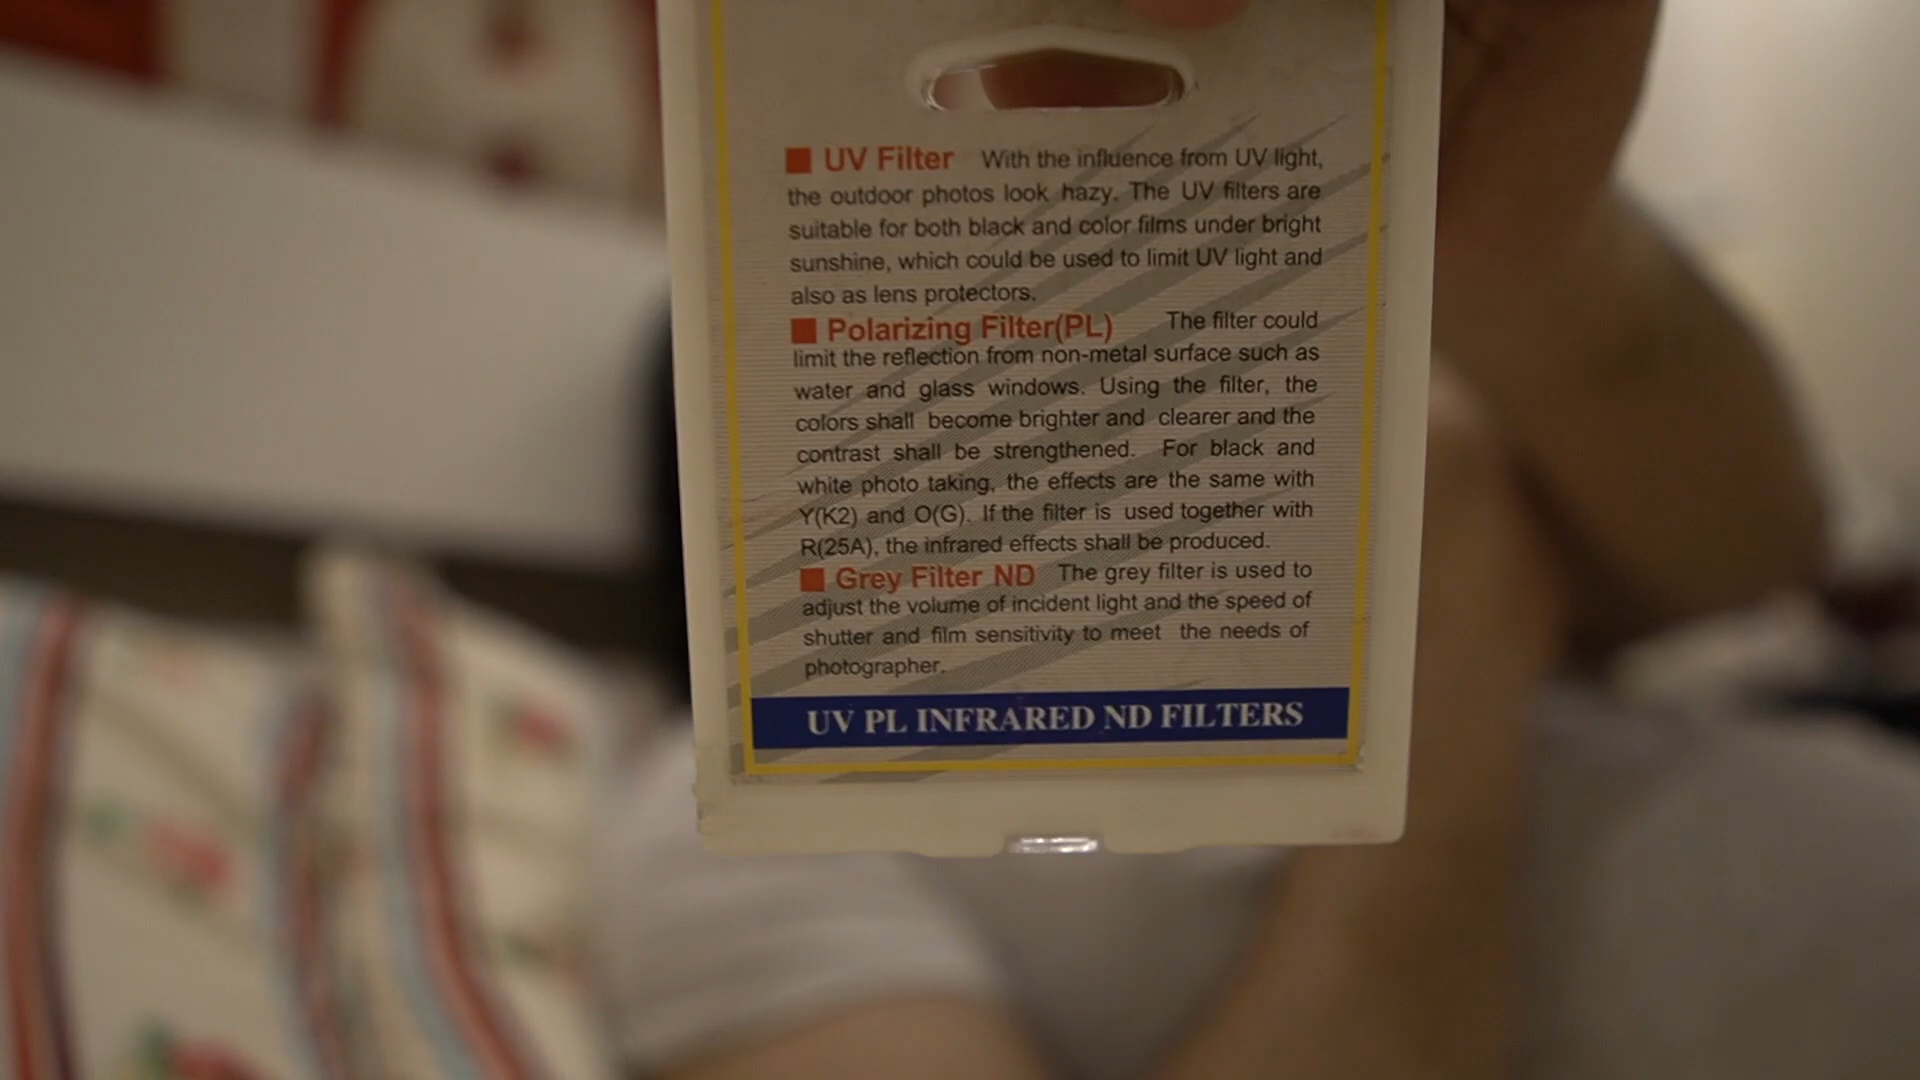 ■ UV Filter With the influence from UV light,
the outdoor photos look hazy. The UV filters are
suitable for both black and color films under bright
sunshine, which could be used to limit UV light and
also as lens protectors.
■ Polarizing Filter(PL) The filter could
limit the reflection from non-metal surface such as
water and glass windows. Using the filter, the
colors shall become brighter and clearer and the
contrast shall be strengthened. For black and
white photo taking, the effects are the same with
Y(K2) and O(G). If the filter is used together with
R(25A), the infrared effects shall be produced.
■ Grey Filter ND The grey filter is used to
adjust the volume of incident light and the speed of
shutter and film sensitivity to meet the needs of
photographer.
UV PL INFRARED ND FILTERS